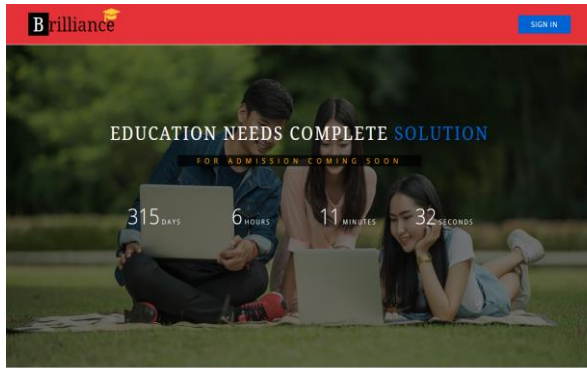 Brilliance
SIGN IN
EDUCATION NEEDS COMPLETE SOLUTION
FOR ADMISSION COMING SOON
315 DAYS 6 HOURS 11 MINUTES 32 SECONDS